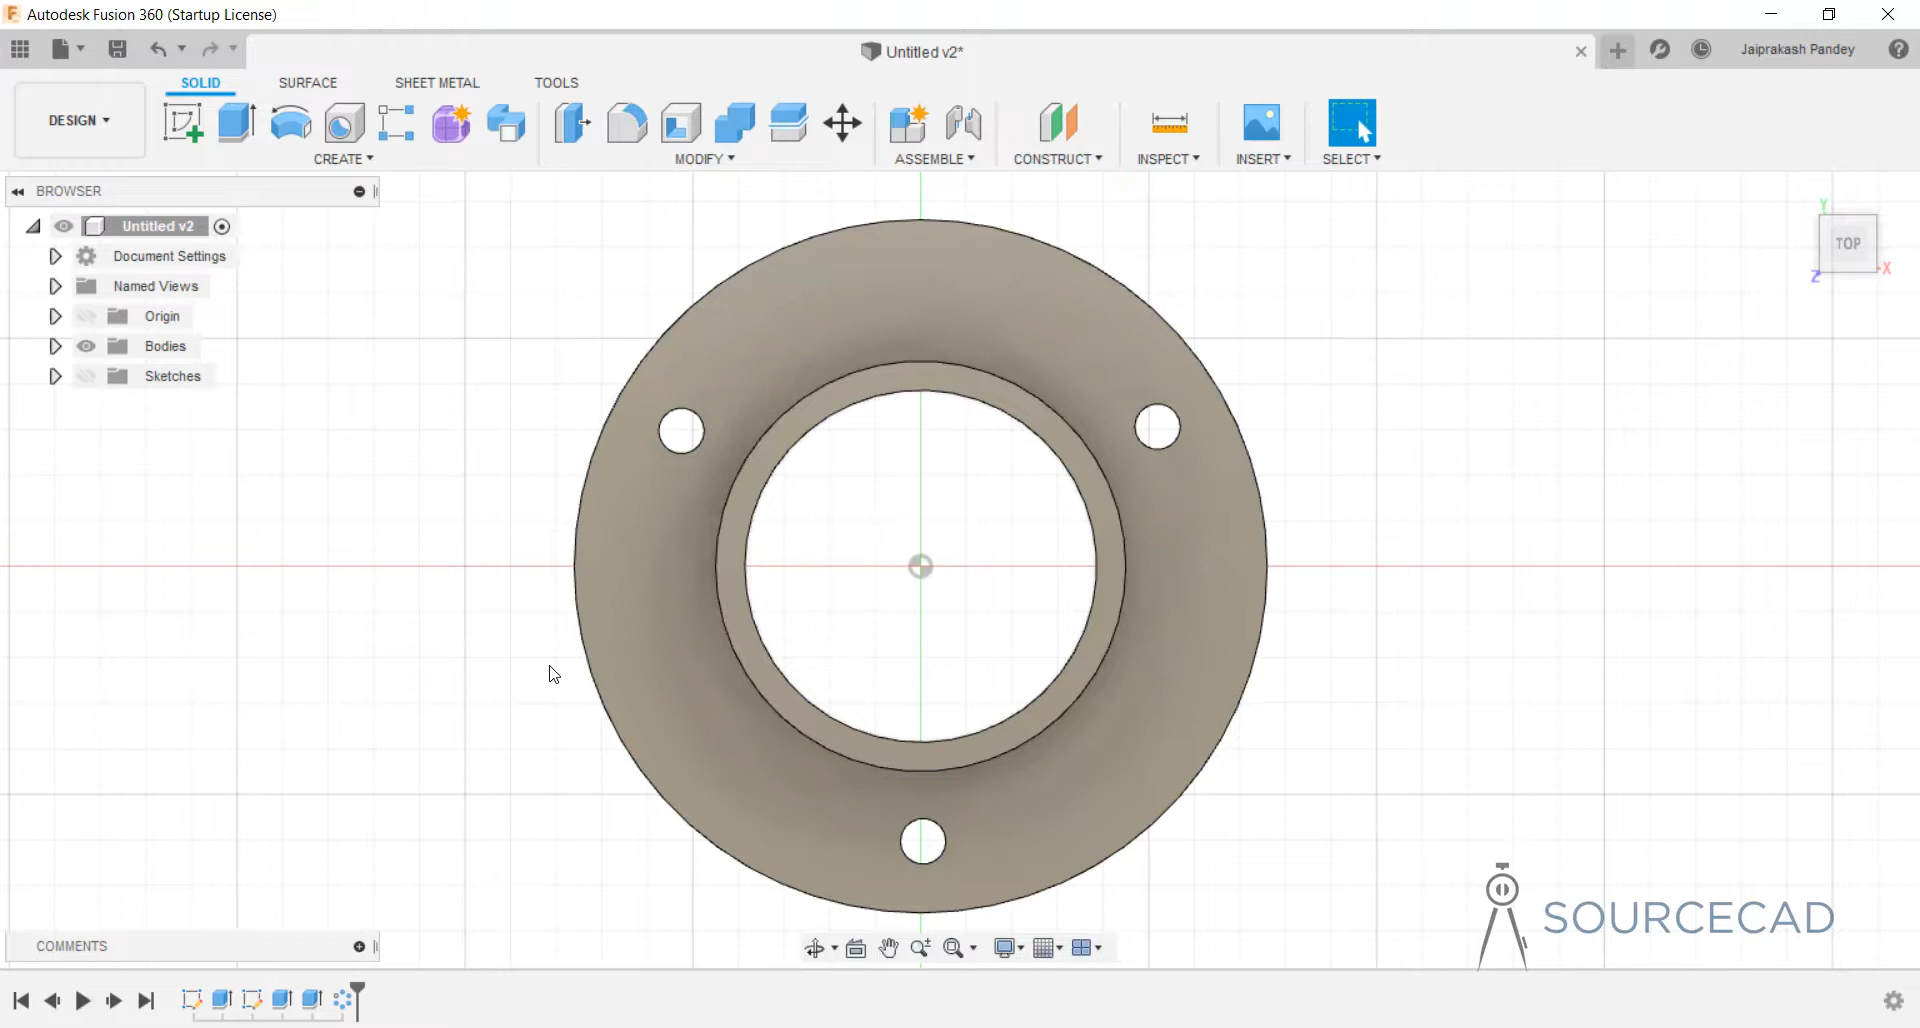 Autodesk Fusion 360 (Startup License)
Untitled v2*
Jaiprakash Pandey
DESIGN
SOLID
SURFACE
SHEET METAL
TOOLS
CREATE
MODIFY
ASSEMBLE
CONSTRUCT
INSPECT
INSERT
SELECT
BROWSER
Untitled v2
Document Settings
Named Views
Origin
Bodies
Sketches
Y
TOP
X
Z
SOURCECAD
COMMENTS